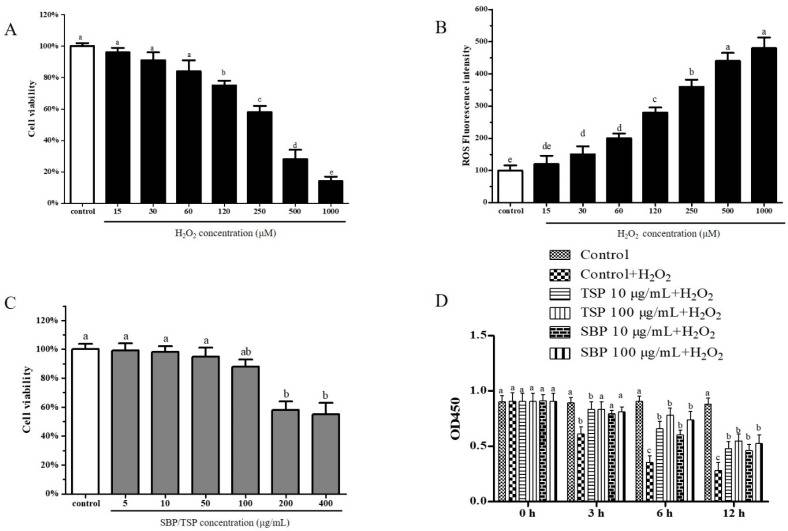 A
120%
100%
80%
60%
40%
20%
0%
Cell viability
a a a a b c d e
control 15 30 60 120 250 500 1000
H₂O₂ concentration (μM)
B
500
400
300
200
100
0
ROS Fluorescence intensity
e de d d c b a a
control 15 30 60 120 250 500 1000
H₂O₂ concentration (μM)
C
120%
100%
80%
60%
40%
20%
0%
Cell viability
a a a a ab b b
control 5 10 50 100 200 400
SBP/TSP concentration (μg/mL)
D
Control
Control+H₂O₂
TSP 10 μg/mL+H₂O₂
TSP 100 μg/mL+H₂O₂
SBP 10 μg/mL+H₂O₂
SBP 100 μg/mL+H₂O₂
1.5
1.0
0.5
0.0
OD450
a a a a a a a b a a a a a c b b b b a c b b b b
0 h 3 h 6 h 12 h